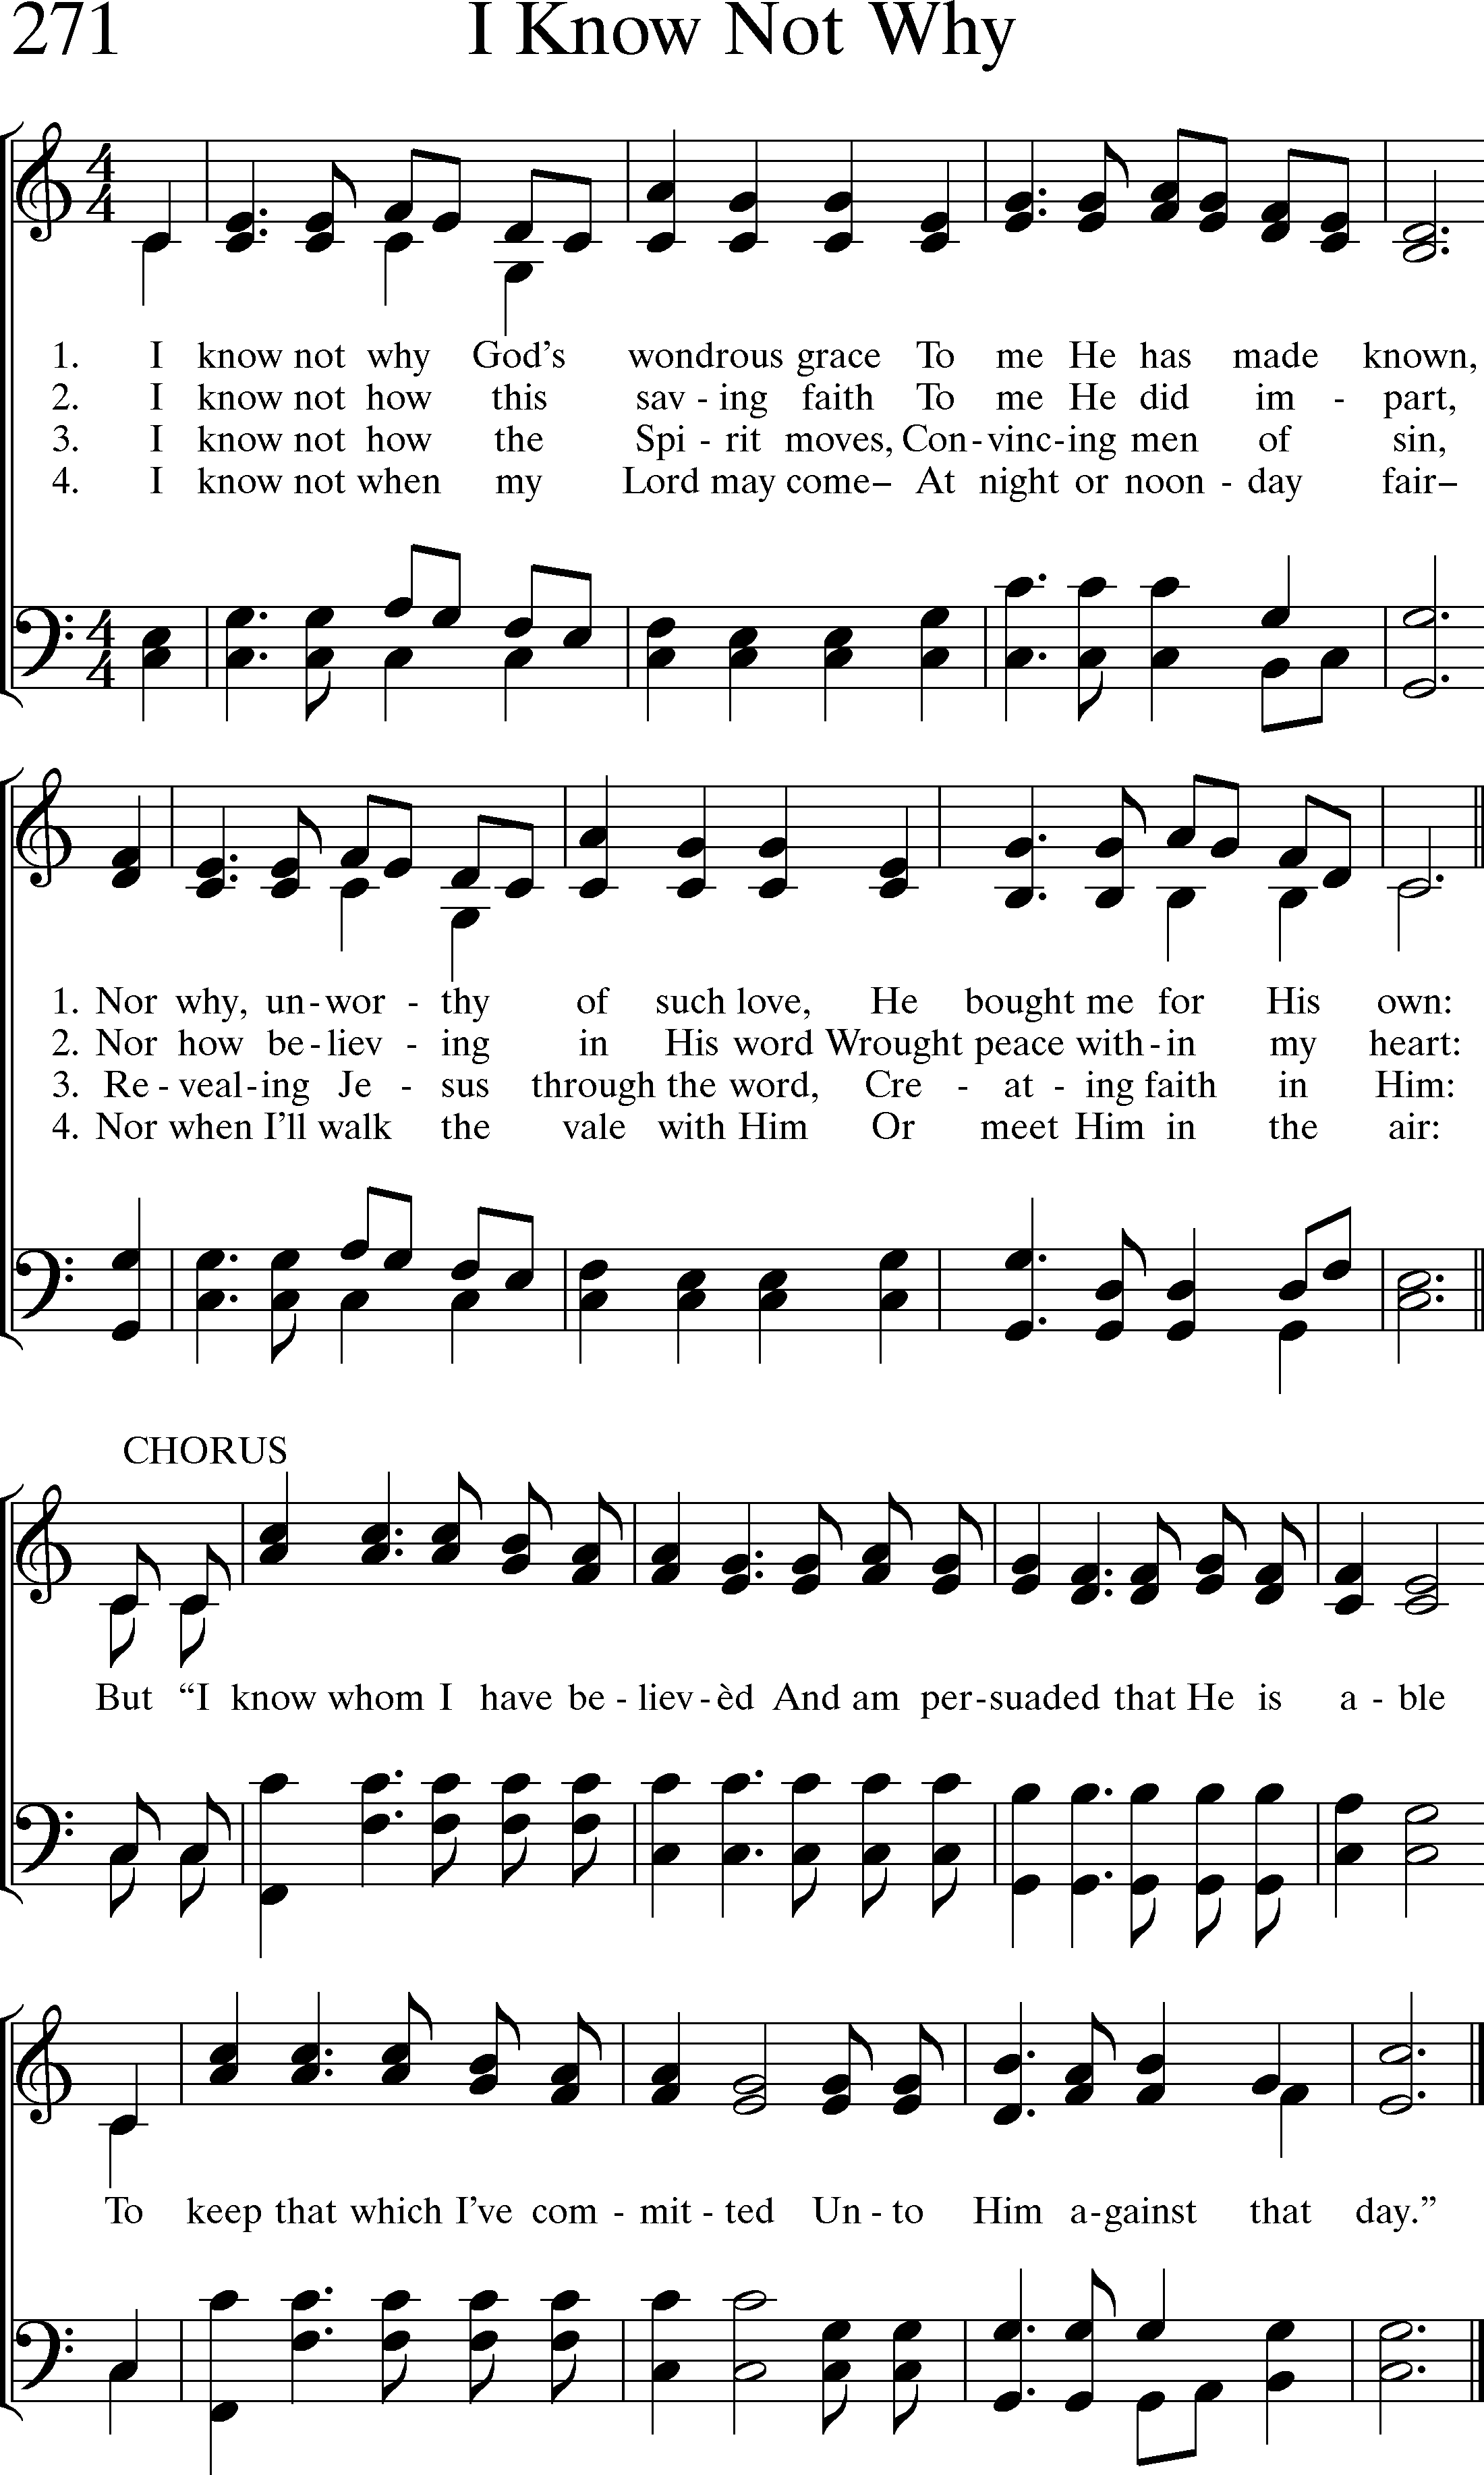 271 I Know Not Why
4/4
1. I know not why God's wondrous grace To me He has made known,
2. I know not how this sav - ing faith To me He did im - part,
3. I know not how the Spi - rit moves, Con - vinc - ing men of sin,
4. I know not when my Lord may come– At night or noon - day fair–
4/4
1. Nor why, un - wor - thy of such love, He bought me for His own:
2. Nor how be - liev - ing in His word Wrought peace with - in my heart:
3. Re - veal - ing Je - sus through the word, Cre - at - ing faith in Him:
4. Nor when I'll walk the vale with Him Or meet Him in the air:
CHORUS
But “I know whom I have be - liev - èd And am per - suaded that He is a - ble
To keep that which I've com - mit - ted Un - to Him a - gainst that day.”